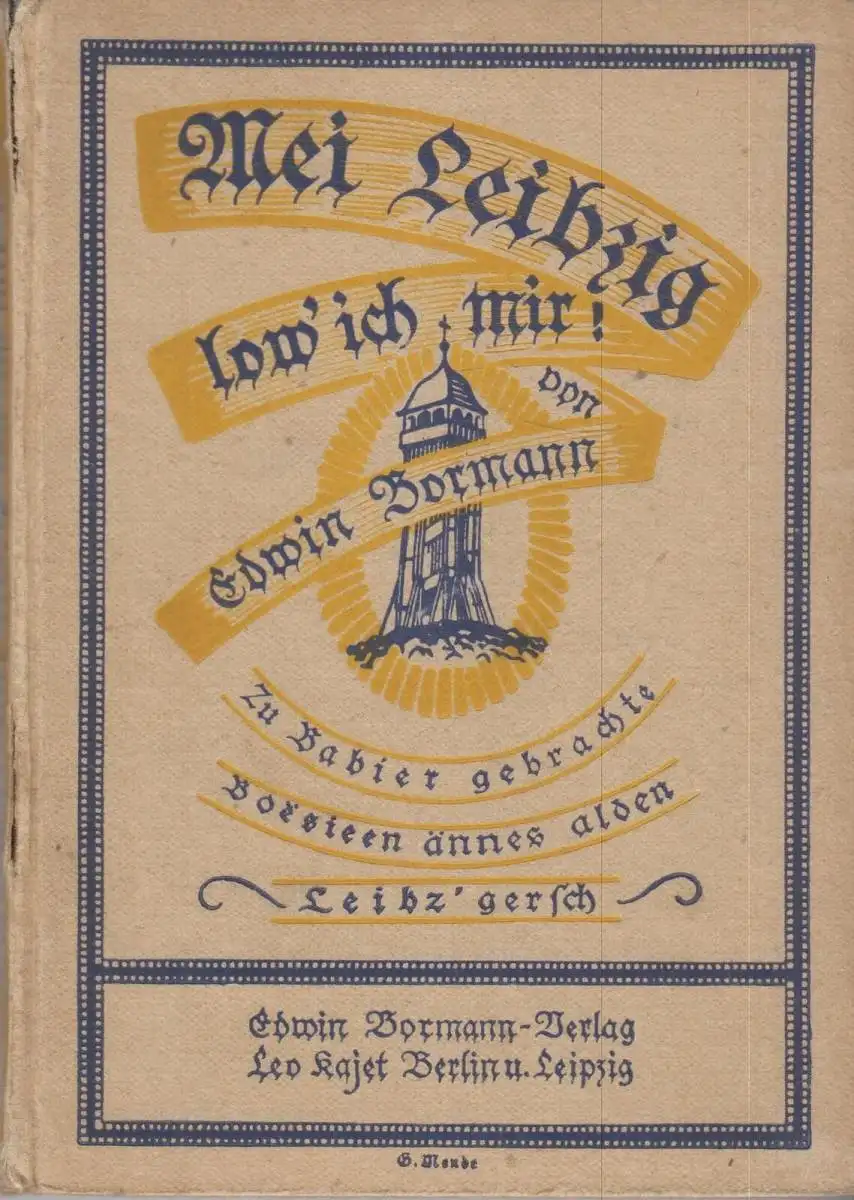 Mei Leibzig
low' ich mir!
von
Edwin Bormann
Zu Babier gebrachte
Boësieen ännes alden
Leibz'gersch
Edwin Bormann-Verlag
Leo Kajet Berlin u. Leipzig
G. Mende